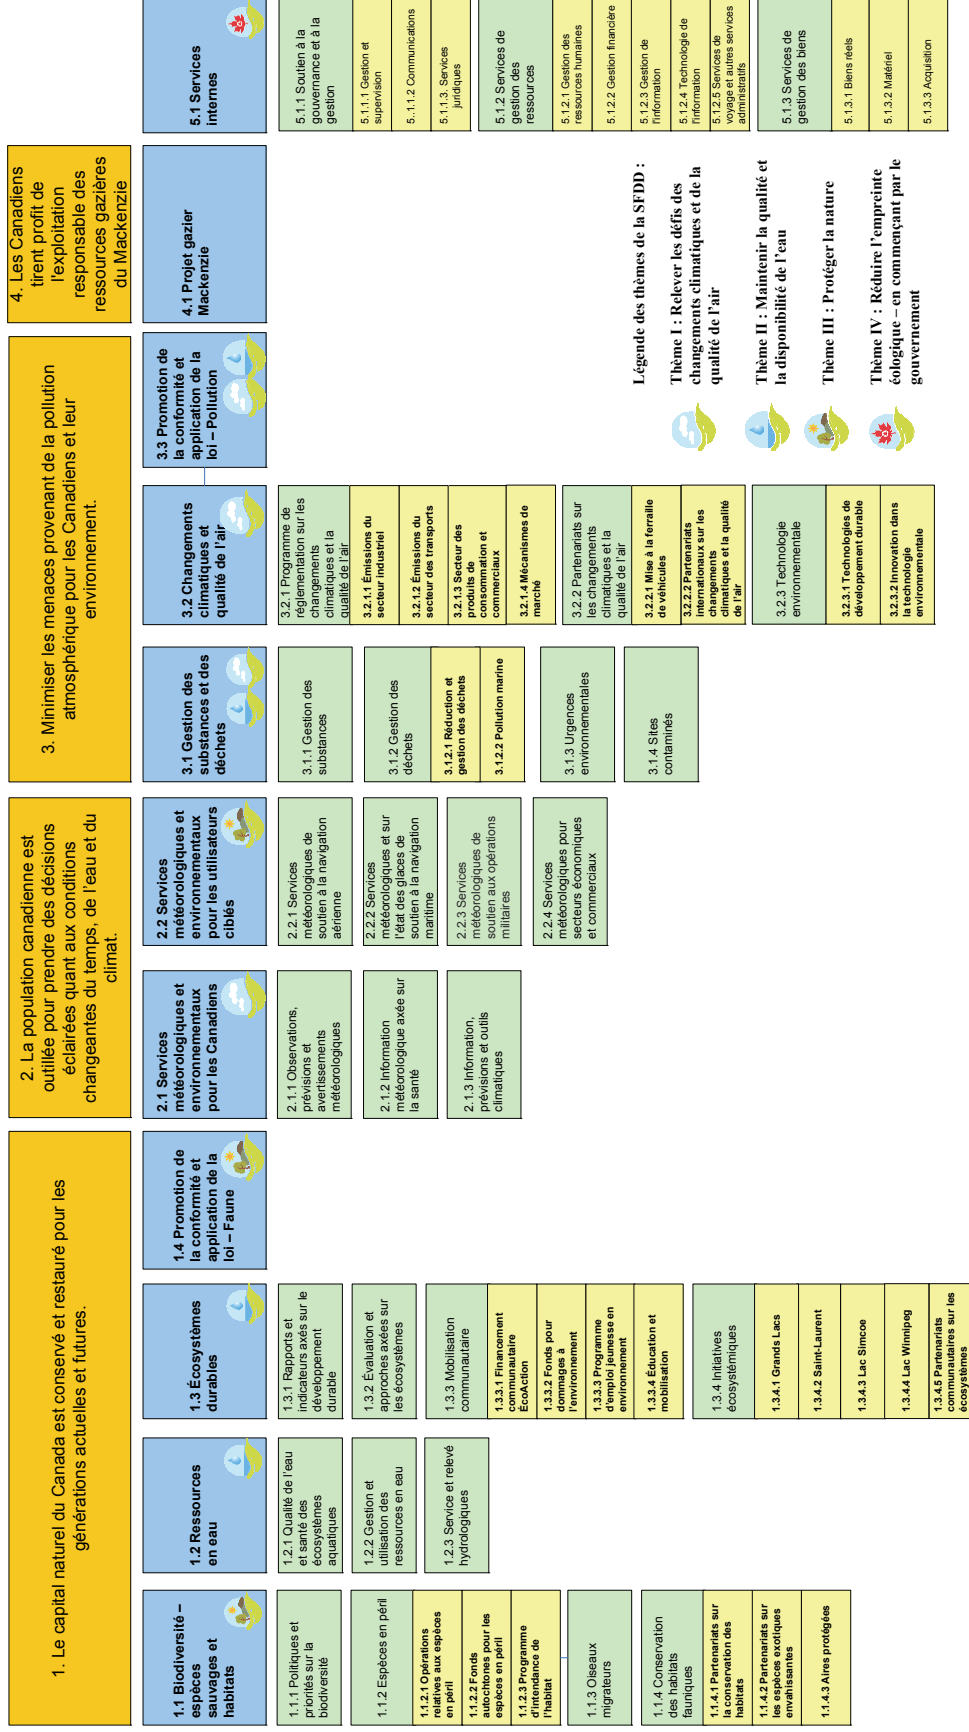 1. Le capital naturel du Canada est conservé et restauré pour les
générations actuelles et futures.
2. La population canadienne est
outillée pour prendre des décisions
éclairées quant aux conditions
changeantes du temps, de l'eau et du
climat.
3. Minimiser les menaces provenant de la pollution
atmosphérique pour les Canadiens et leur
environnement.
4. Les Canadiens
tirent profit de
l'exploitation
responsable des
ressources gazières
du Mackenzie
1.1 Biodiversité –
espèces
sauvages et
habitats
1.2 Ressources
en eau
1.3 Écosystèmes
durables
1.4 Promotion de
la conformité et
application de la
loi – Faune
2.1 Services
météorologiques et
environnementaux
pour les Canadiens
2.2 Services
météorologiques et
environnementaux
pour les utilisateurs
ciblés
3.1 Gestion des
substances et des
déchets
3.2 Changements
climatiques et
qualité de l'air
3.3 Promotion de
la conformité et
application de la
loi – Pollution
4.1 Projet gazier
Mackenzie
5.1 Services
internes
1.1.1 Politiques et
priorités sur la
biodiversité
1.1.2 Espèces en péril
1.1.2.1 Opérations
relatives aux espèces
en péril
1.1.2.2 Fonds
autochtones pour les
espèces en péril
1.1.2.3 Programme
d'intendance de
l'habitat
1.1.3 Oiseaux
migrateurs
1.1.4 Conservation
des habitats
fauniques
1.1.4.1 Partenariats sur
la conservation des
habitats
1.1.4.2 Partenariats sur
les espèces exotiques
envahissantes
1.1.4.3 Aires protégées
1.2.1 Qualité de l'eau
et santé des
écosystèmes
aquatiques
1.2.2 Gestion et
utilisation des
ressources en eau
1.2.3 Service et relevé
hydrologiques
1.3.1 Rapports et
indicateurs axés sur le
développement
durable
1.3.2 Évaluation et
approches axées sur
les écosystèmes
1.3.3 Mobilisation
communautaire
1.3.3.1 Financement
communautaire
ÉcoAction
1.3.3.2 Fonds pour
dommages à
l'environnement
1.3.3.3 Programme
d'emploi jeunesse en
environnement
1.3.3.4 Éducation et
mobilisation
1.3.4 Initiatives
écosystémiques
1.3.4.1 Grands Lacs
1.3.4.2 Saint-Laurent
1.3.4.3 Lac Simcoe
1.3.4.4 Lac Winnipeg
1.3.4.5 Partenariats
communautaires sur les
écosystèmes
2.1.1 Observations,
prévisions et
avertissements
météorologiques
2.1.2 Information
météorologique axée sur
la santé
2.1.3 Information,
prévisions et outils
climatiques
2.2.1 Services
météorologiques de
soutien à la navigation
aérienne
2.2.2 Services
météorologiques et sur
l'état des glaces de
soutien à la navigation
maritime
2.2.3 Services
météorologiques de
soutien aux opérations
militaires
2.2.4 Services
météorologiques pour
secteurs économiques
et commerciaux
3.1.1 Gestion des
substances
3.1.2 Gestion des
déchets
3.1.2.1 Réduction et
gestion des déchets
3.1.2.2 Pollution marine
3.1.3 Urgences
environnementales
3.1.4 Sites
contaminés
3.2.1 Programme de
réglementation sur les
changements
climatiques et la
qualité de l'air
3.2.1.1 Émissions du
secteur industriel
3.2.1.2 Émissions du
secteur des transports
3.2.1.3 Secteur des
produits de
consommation et
commerciaux
3.2.1.4 Mécanismes de
marché
3.2.2 Partenariats sur
les changements
climatiques et la
qualité de l'air
3.2.2.1 Mise à la ferraille
de véhicules
3.2.2.2 Partenariats
internationaux sur les
changements
climatiques et la qualité
de l'air
3.2.3 Technologie
environnementale
3.2.3.1 Technologies de
développement durable
3.2.3.2 Innovation dans
la technologie
environnementale
5.1.1 Soutien à la
gouvernance et à la
gestion
5.1.1.1 Gestion et
supervision
5.1.1.2 Communications
5.1.1.3. Services
juridiques
5.1.2 Services de
gestion des
ressources
5.1.2.1 Gestion des
ressources humaines
5.1.2.2 Gestion financière
5.1.2.3 Gestion de
l'information
5.1.2.4 Technologie de
l'information
5.1.2.5 Services de
voyage et autres services
administratifs
5.1.3 Services de
gestion des biens
5.1.3.1 Biens réels
5.1.3.2 Matériel
5.1.3.3 Acquisition
Légende des thèmes de la SFDD :
Thème I : Relever les défis des
changements climatiques et de la
qualité de l'air
Thème II : Maintenir la qualité et
la disponibilité de l'eau
Thème III : Protéger la nature
Thème IV : Réduire l'empreinte
éologique – en commençant par le
gouvernement